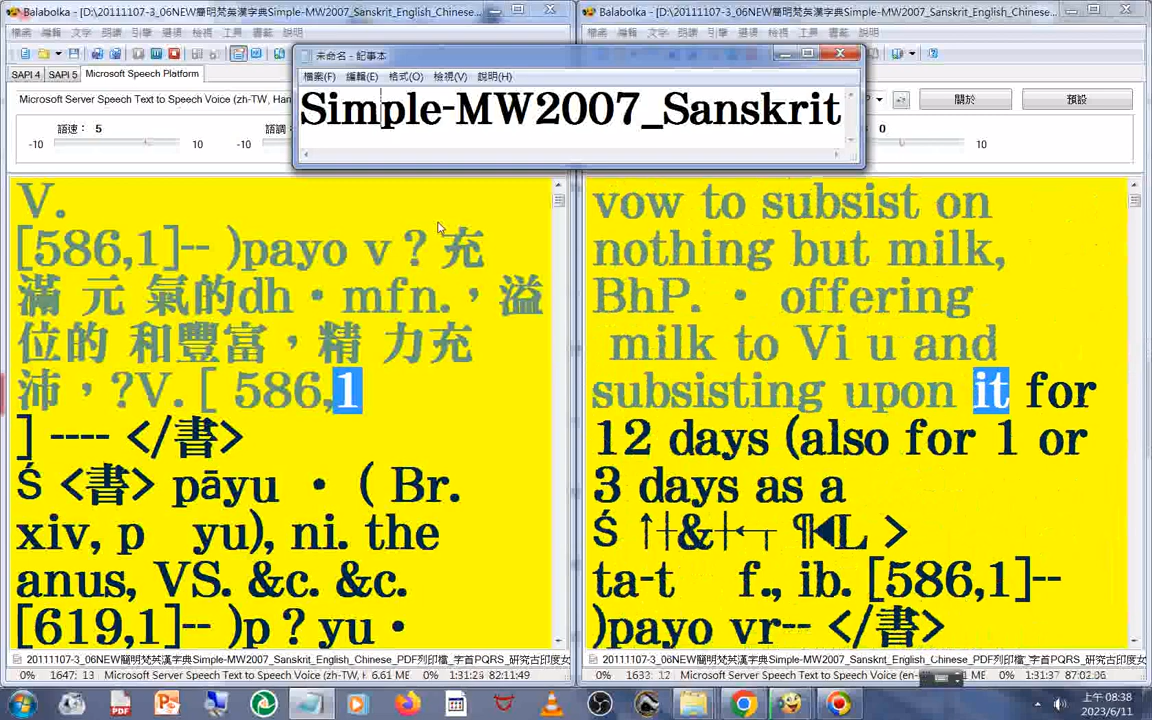 Balabolka - [D:\20111107-3_06NEW簡明梵英漢字典Simple-MW2007_Sanskrit_English_Chinese...
Balabolka - [D:\20111107-3_06NEW簡明梵英漢字典Simple-MW2007_Sanskrit_English_Chinese...
未命名 - 記事本
檔案(F) 編輯(E) 格式(O) 檢視(V) 說明(H)
Simple-MW2007_Sanskrit
SAPI 4 SAPI 5 Microsoft Speech Platform
Microsoft Server Speech Text to Speech Voice (zh-TW, Han
關於 預設
語速： 5
語調：
0
-10 10 -10
10
V.
[586,1]-- )payo v？充
滿 元 氣的dh・mfn.，溢
位的 和豐富，精 力充
沛，?V. [ 586,1
] ---- </書>
Ś <書> pāyu ・ ( Br.
xiv, p yu), ni. the
anus, VS. &c. &c.
[619,1]-- )p？yu・
vow to subsist on
nothing but milk,
BhP. ・ offering
milk to Vi u and
subsisting upon it for
12 days (also for 1 or
3 days as a
ta-t f., ib. [586,1]--
)payo vr-- </書>
20111107-3_06NEW簡明梵英漢字典Simple-MW2007_Sanskrit_English_Chinese_PDF列印檔_字首PQRS_研究古印度女
20111107-3_06NEW簡明梵英漢字典Simple-MW2007_Sanskrit_English_Chinese_PDF列印檔_字首PQRS_研究古印度女
0% 1647; 13 Microsoft Server Speech Text to Speech Voice (zh-TW, 6.61 MB 0% 1:31:23 82:11:49
Microsoft Server Speech Text to Speech Voice 0% 87:02:06
上午 08:38
2023/6/11